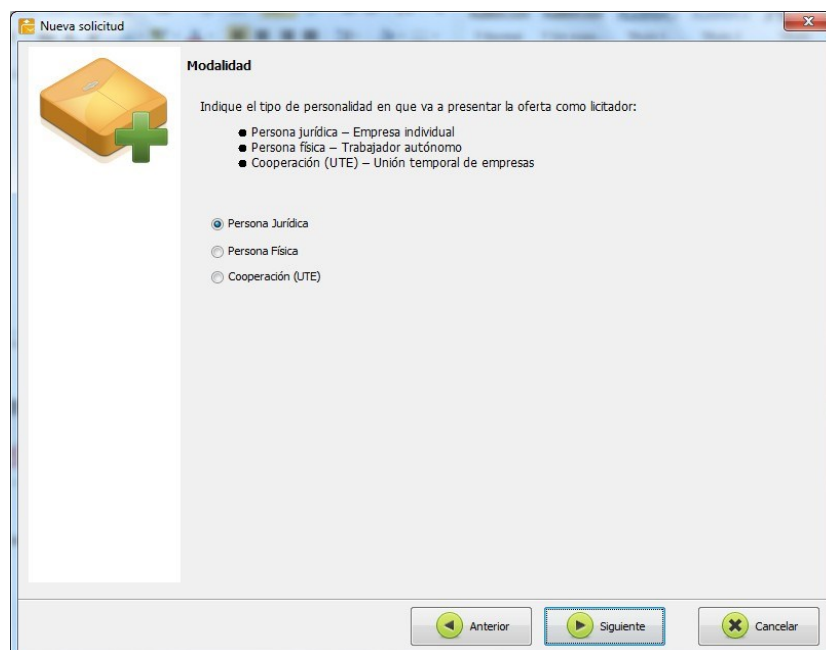 Nueva solicitud
Modalidad
Indique el tipo de personalidad en que va a presentar la oferta como licitador:
● Persona jurídica – Empresa individual
● Persona física – Trabajador autónomo
● Cooperación (UTE) – Unión temporal de empresas
Persona Jurídica
Persona Física
Cooperación (UTE)
Anterior Siguiente Cancelar